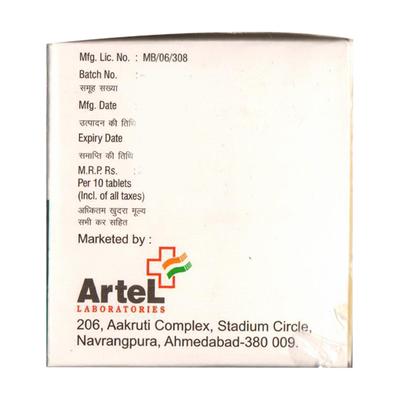 Mfg. Lic. No. : MB/06/308
Batch No. :
समूह सख्या
Mfg. Date
उत्पादन की तिथि
Expiry Date
समाप्ति की तिथि
M.R.P. Rs. :
Per 10 tablets
(Incl. of all taxes)
अधिकतम खुदरा मूल्य
सभी कर सहित
Marketed by :
ArteL
LABORATORIES
206, Aakruti Complex, Stadium Circle,
Navrangpura, Ahmedabad-380 009.